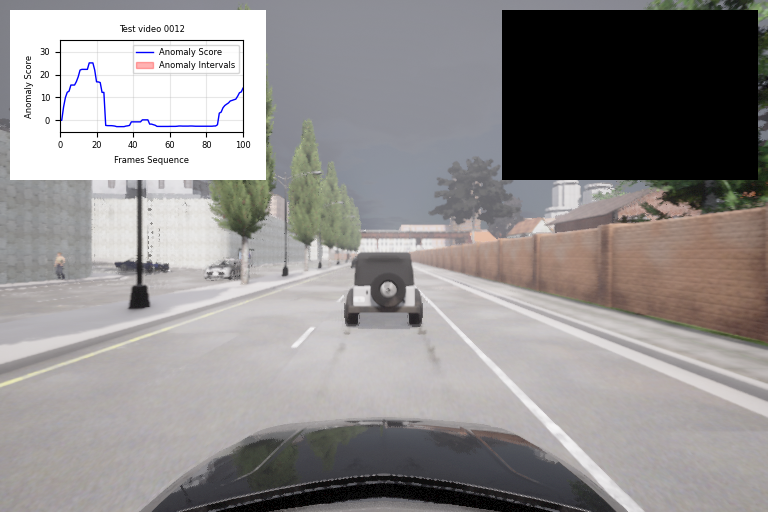 Test video 0012
Anomaly Score
Anomaly Intervals
Anomaly Score
30
20
10
0
0 20 40 60 80 100
Frames Sequence